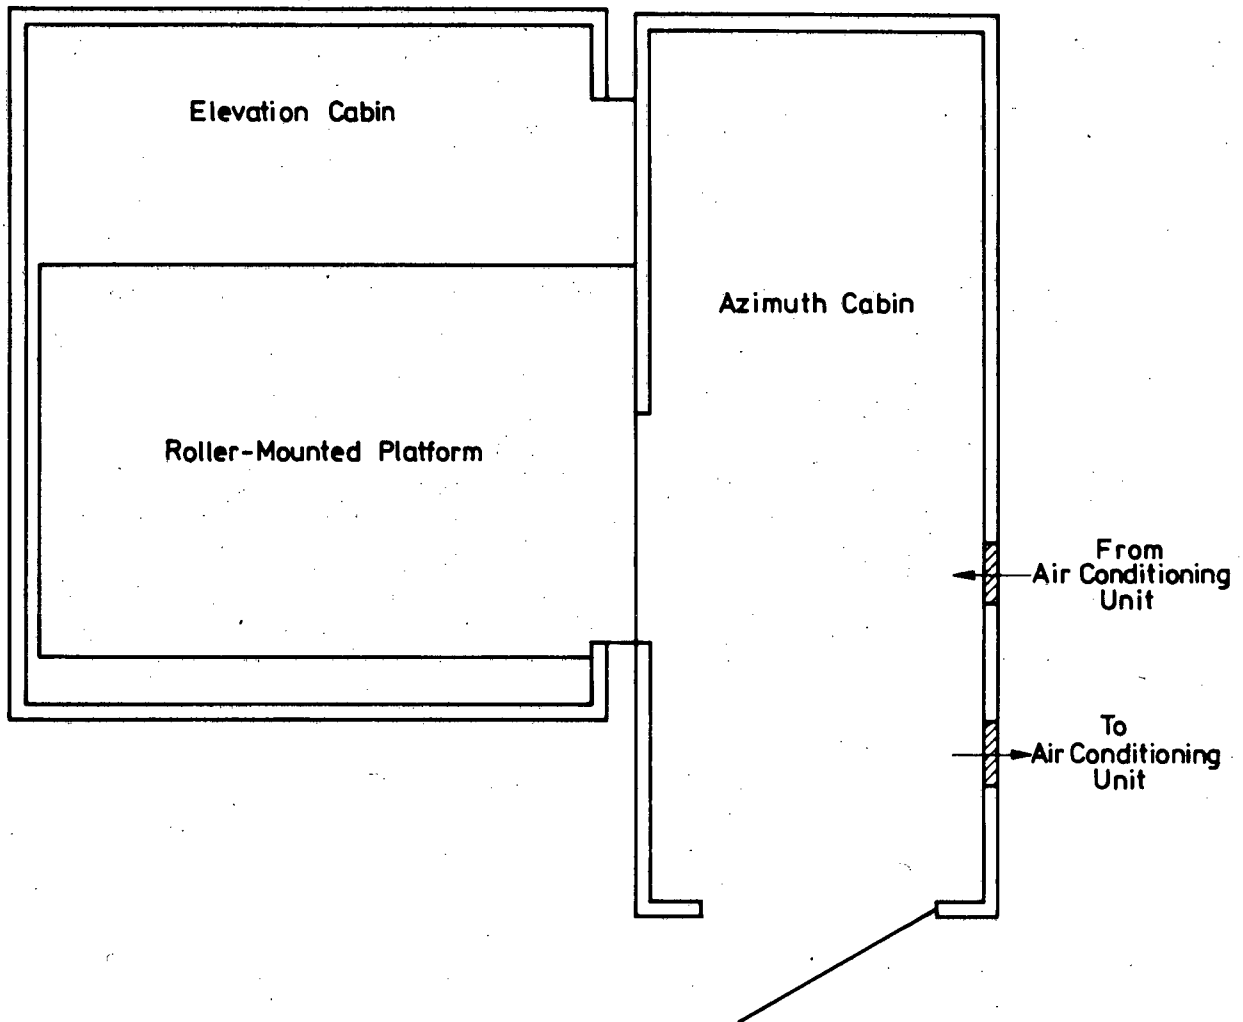 Elevation Cabin
Azimuth Cabin
Roller-Mounted Platform
From
Air Conditioning
Unit
To
Air Conditioning
Unit